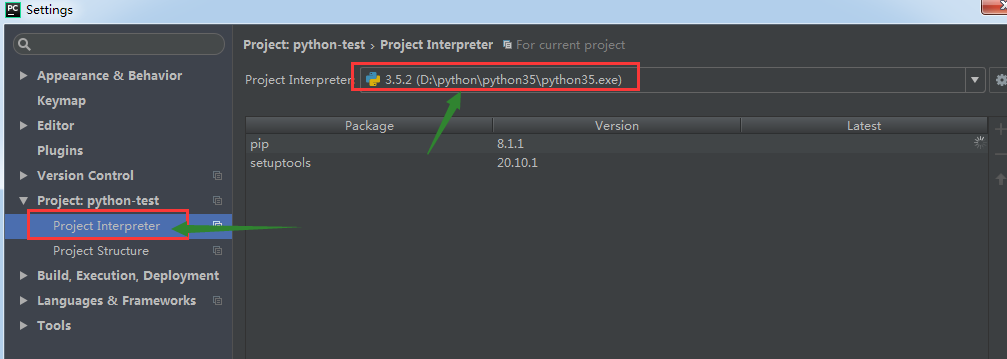 PC Settings
Project: python-test › Project Interpreter For current project
Appearance & Behavior
Keymap
Editor
Plugins
Version Control
Project: python-test
Project Interpreter
Project Structure
Build, Execution, Deployment
Languages & Frameworks
Tools
Project Interpreter 3.5.2 (D:\python\python35\python35.exe)
Package Version Latest
pip 8.1.1
setuptools 20.10.1